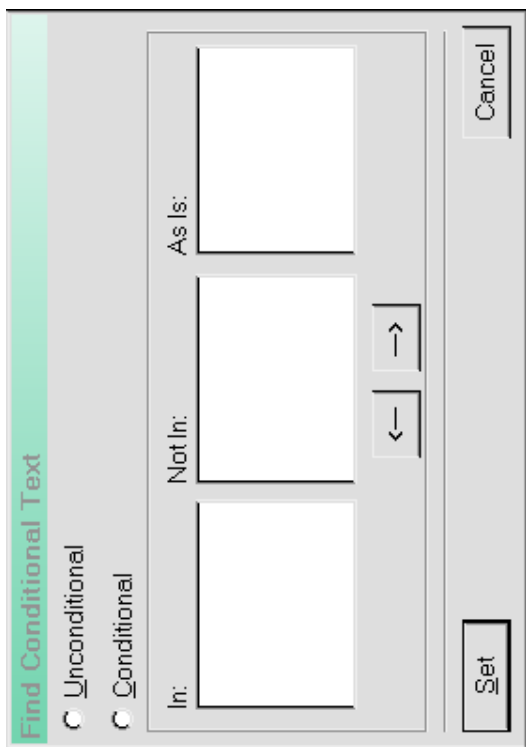 Find Conditional Text
Unconditional
Conditional
In: Not In: As Is:
<--- --->
Set Cancel